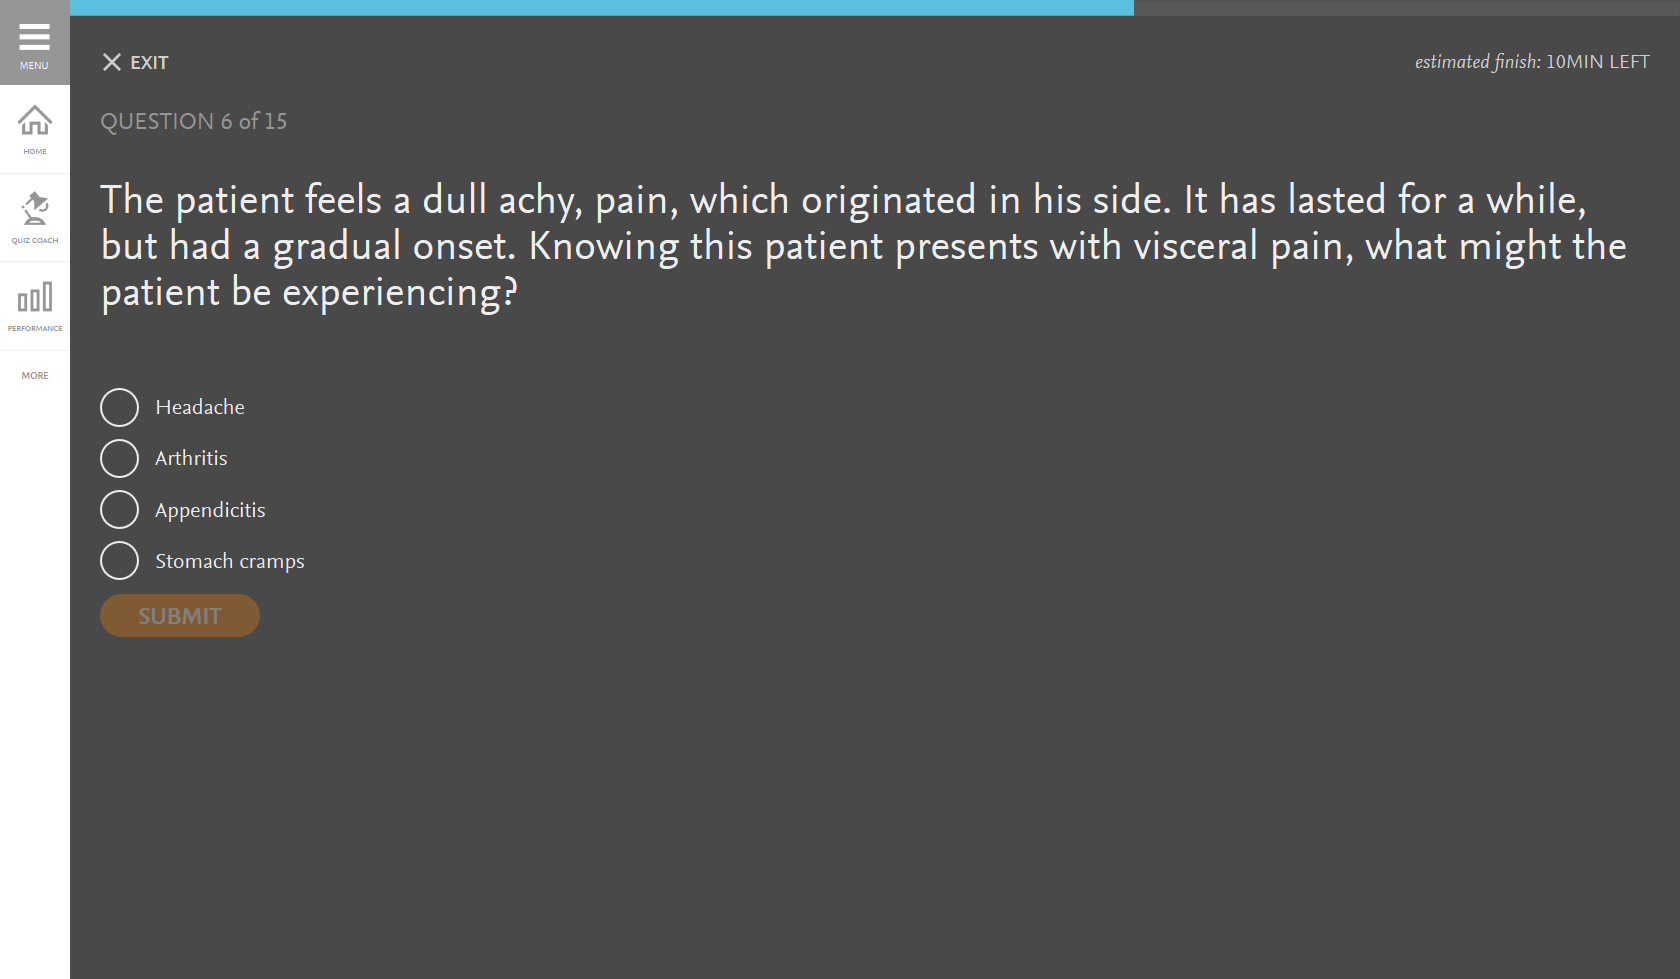 MENU
HOME
QUIZ COACH
PERFORMANCE
MORE
EXIT
estimated finish: 10MIN LEFT
QUESTION 6 of 15
The patient feels a dull achy, pain, which originated in his side. It has lasted for a while,
but had a gradual onset. Knowing this patient presents with visceral pain, what might the
patient be experiencing?
Headache
Arthritis
Appendicitis
Stomach cramps
SUBMIT